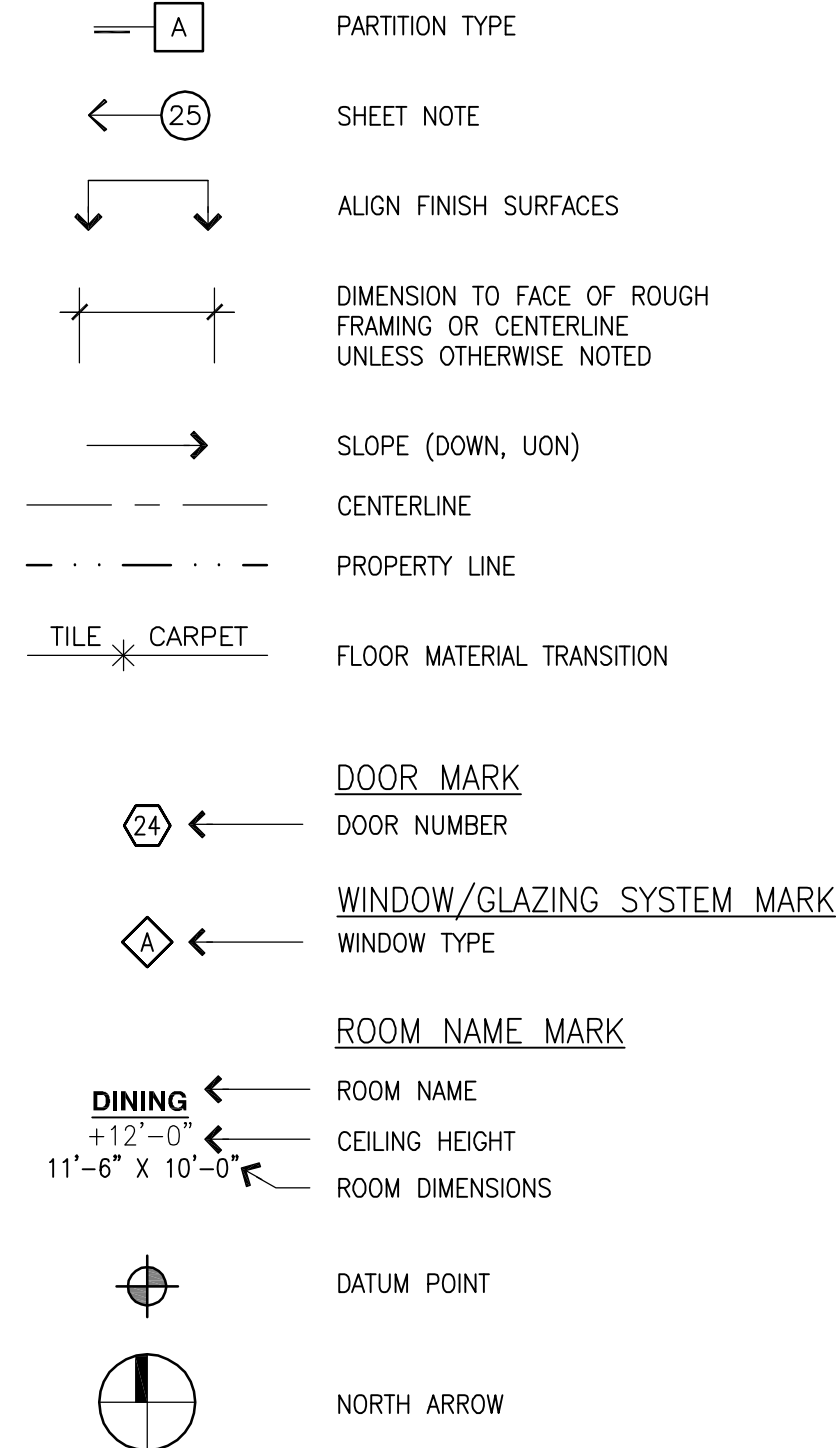 A PARTITION TYPE
25 SHEET NOTE
ALIGN FINISH SURFACES
DIMENSION TO FACE OF ROUGH
FRAMING OR CENTERLINE
UNLESS OTHERWISE NOTED
SLOPE (DOWN, UON)
CENTERLINE
PROPERTY LINE
TILE CARPET
FLOOR MATERIAL TRANSITION
DOOR MARK
24 DOOR NUMBER
WINDOW/GLAZING SYSTEM MARK
A WINDOW TYPE
ROOM NAME MARK
DINING ROOM NAME
+12'-0" CEILING HEIGHT
11'-6" X 10'-0" ROOM DIMENSIONS
DATUM POINT
NORTH ARROW